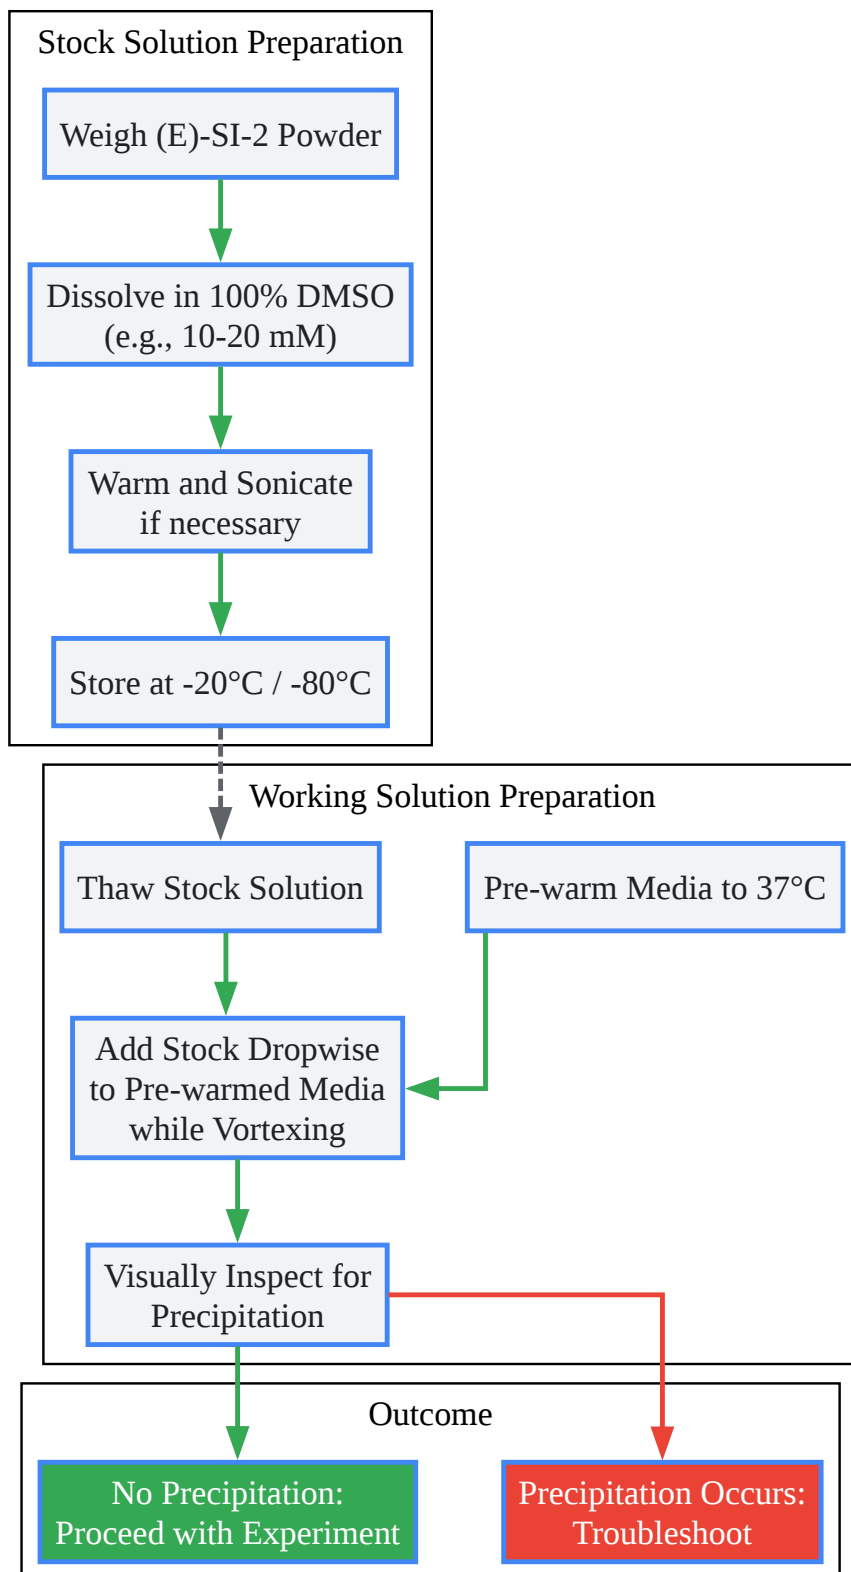 Stock Solution Preparation
Weigh (E)-SI-2 Powder
Dissolve in 100% DMSO
(e.g., 10-20 mM)
Warm and Sonicate
if necessary
Store at -20°C / -80°C
Working Solution Preparation
Thaw Stock Solution
Pre-warm Media to 37°C
Add Stock Dropwise
to Pre-warmed Media
while Vortexing
Visually Inspect for
Precipitation
Outcome
No Precipitation:
Proceed with Experiment
Precipitation Occurs:
Troubleshoot